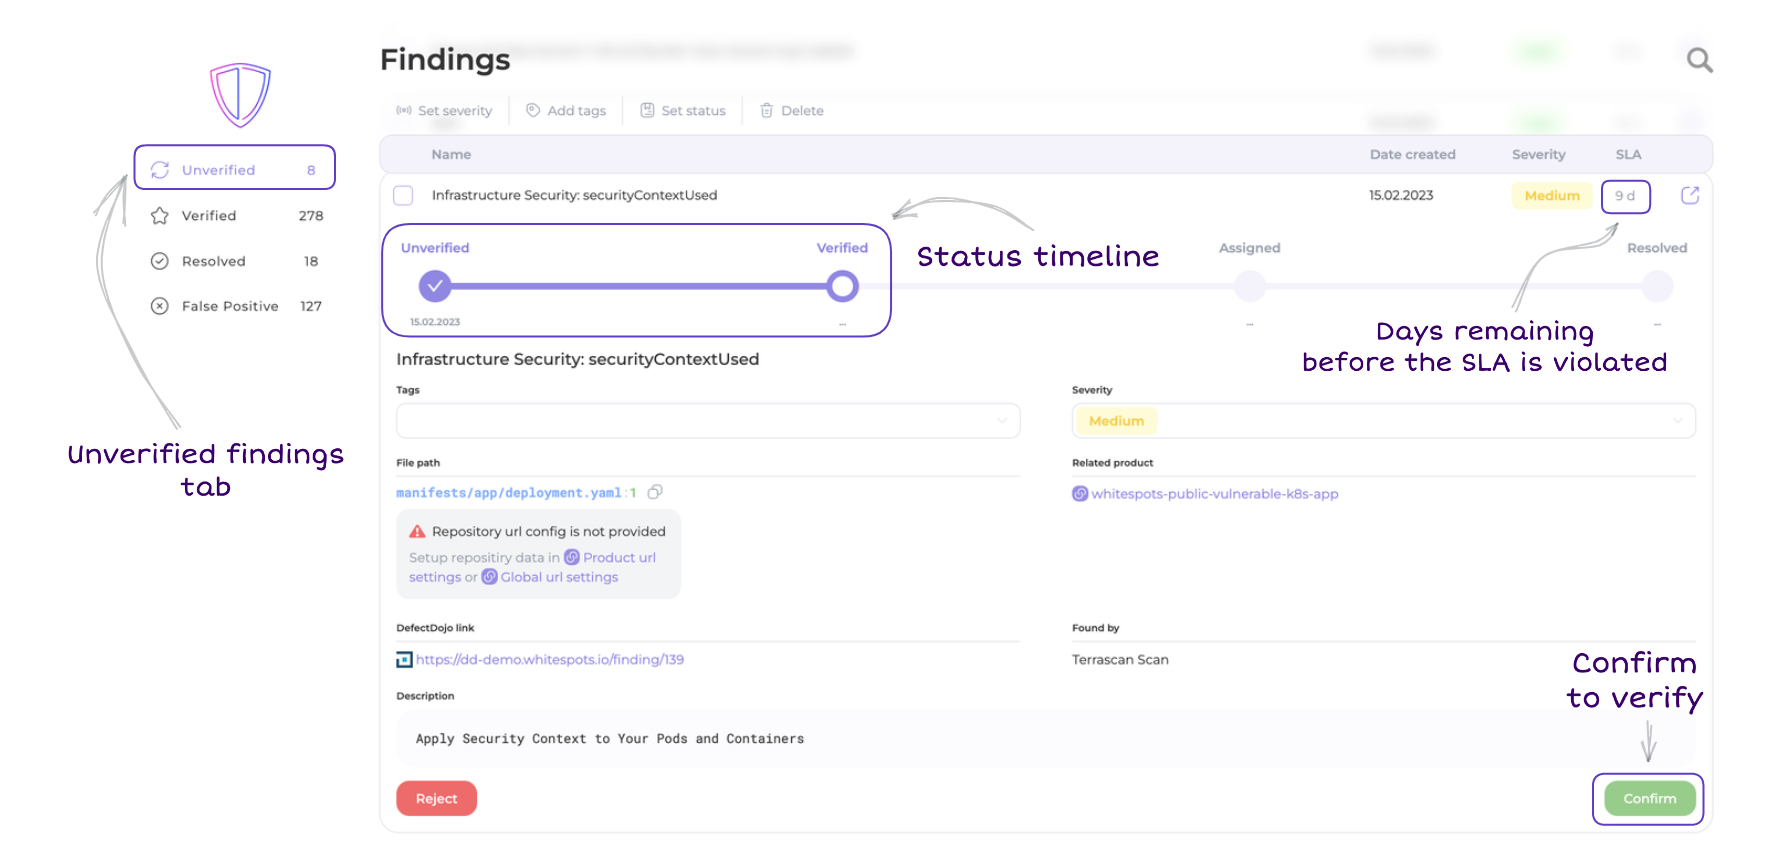 Findings
Set severity
Add tags
Set status
Delete
Unverified 8
Verified 278
Resolved 18
False Positive 127
Unverified findings
tab
Name Date created Severity SLA
Infrastructure Security: securityContextUsed 15.02.2023 Medium 9 d
Unverified Verified Assigned Resolved
Status timeline
15.02.2023 ... ... ...
Days remaining
before the SLA is violated
Infrastructure Security: securityContextUsed
Tags
Severity
Medium
File path
manifests/app/deployment.yaml:1
Related product
whitespots-public-vulnerable-k8s-app
Repository url config is not provided
Setup repositiry data in Product url
settings or Global url settings
DefectDojo link
https://dd-demo.whitespots.io/finding/139
Found by
Terrascan Scan
Description
Apply Security Context to Your Pods and Containers
Confirm
to verify
Reject
Confirm